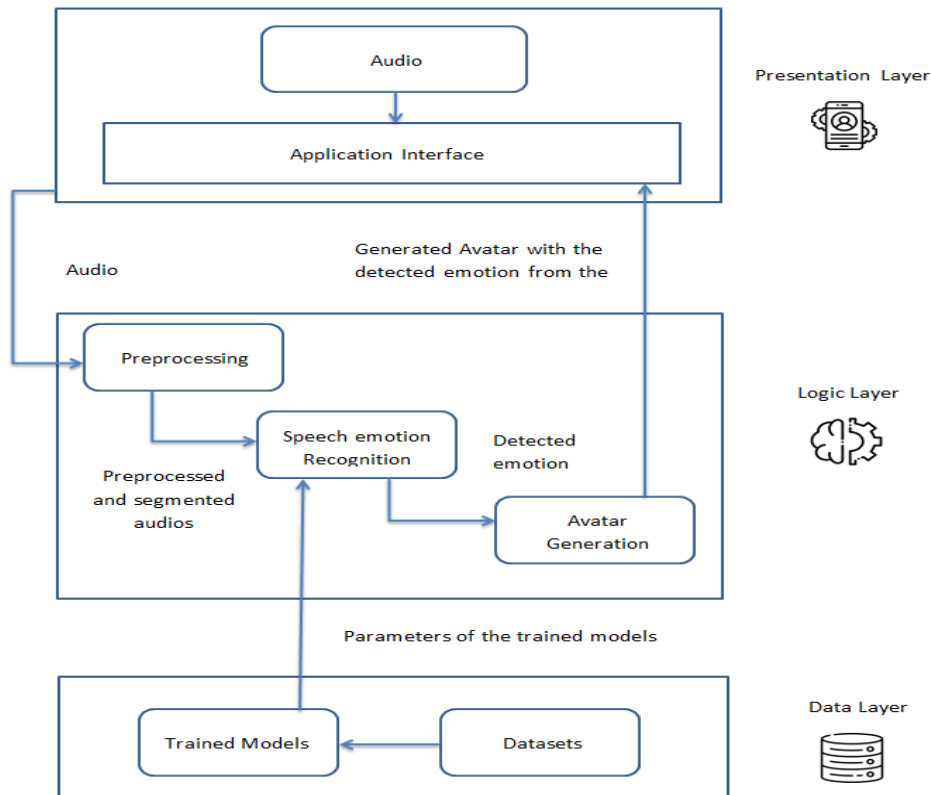 Audio
Presentation Layer
Application Interface
Generated Avatar with the
detected emotion from the
Audio
Preprocessing
Logic Layer
Speech emotion
Recognition
Detected
emotion
Preprocessed
and segmented
audios
Avatar
Generation
Parameters of the trained models
Data Layer
Trained Models
Datasets